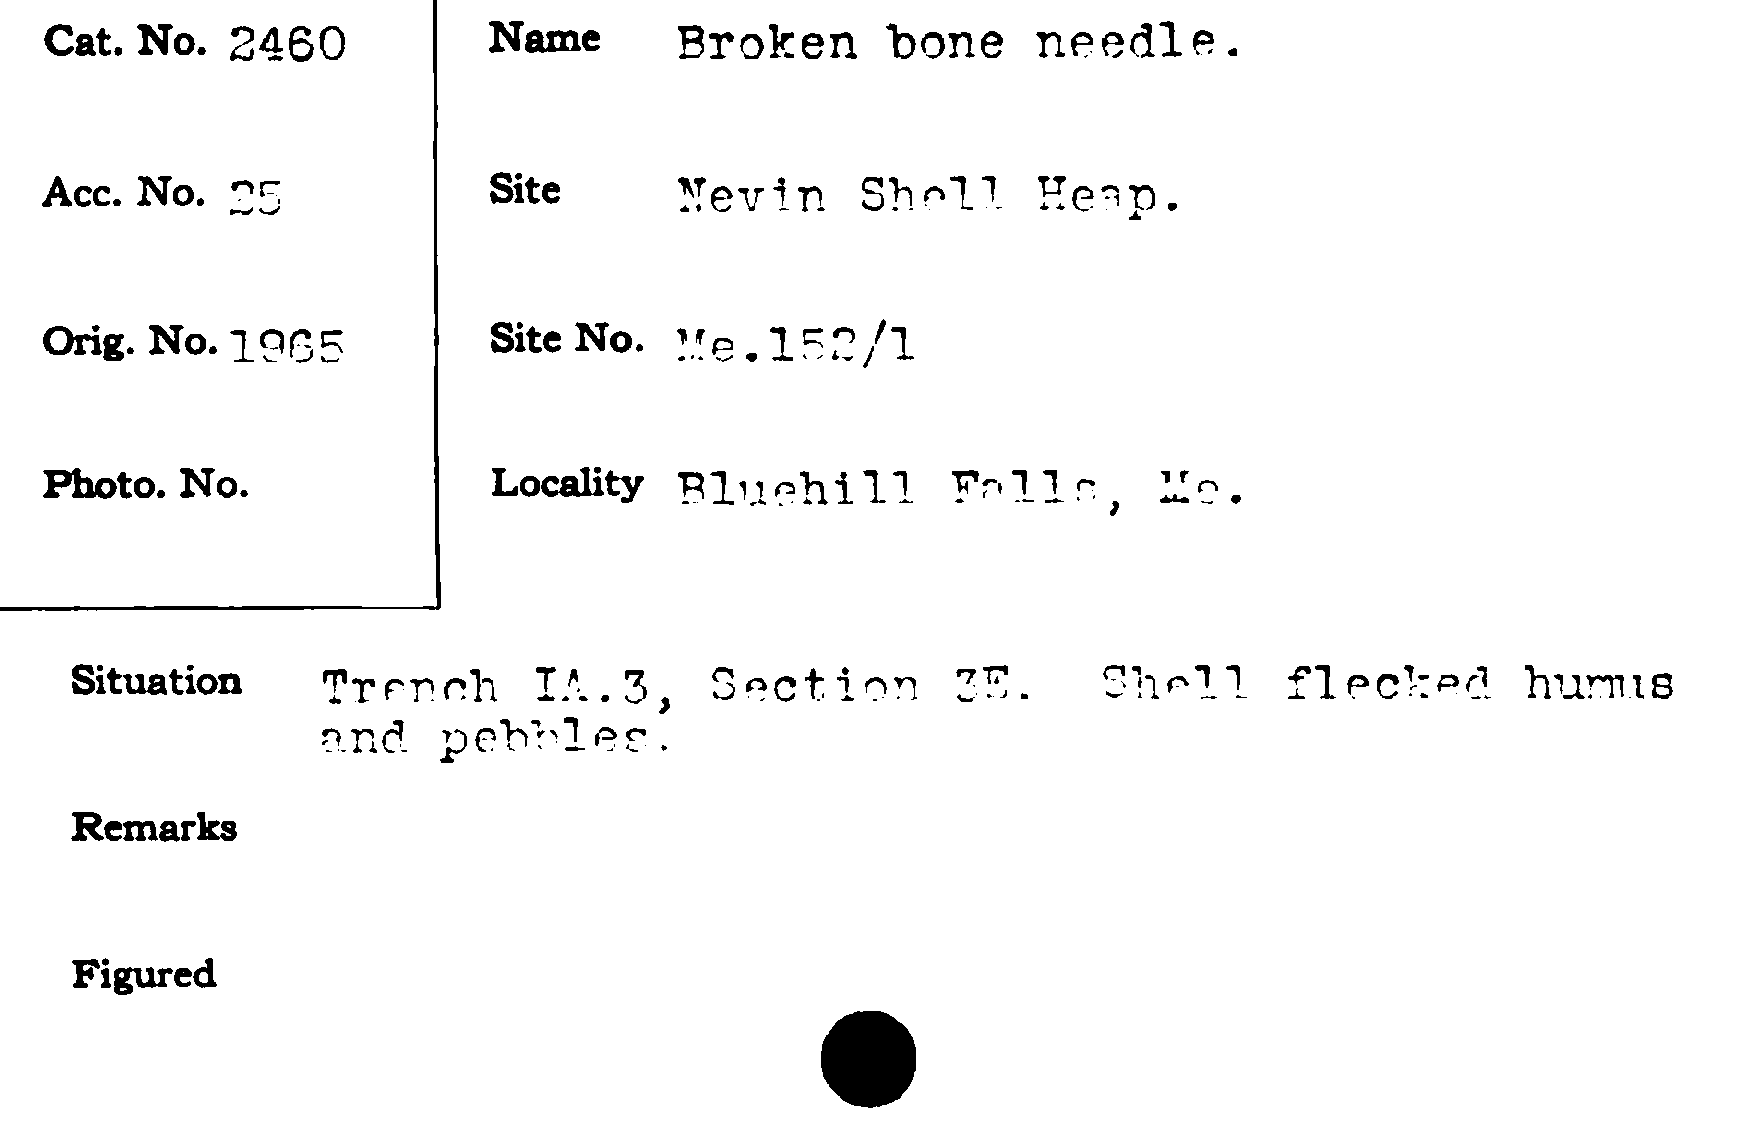 Cat. No. 2460
Name Broken bone needle.
Acc. No. 25
Site Nevin Shell Heap.
Orig. No. 1965
Site No. Me.152/1
Photo. No.
Locality Bluehill Falls, Me.
Situation Trench IA.3, Section 3E. Shell flecked humus
and pebbles.
Remarks
Figured